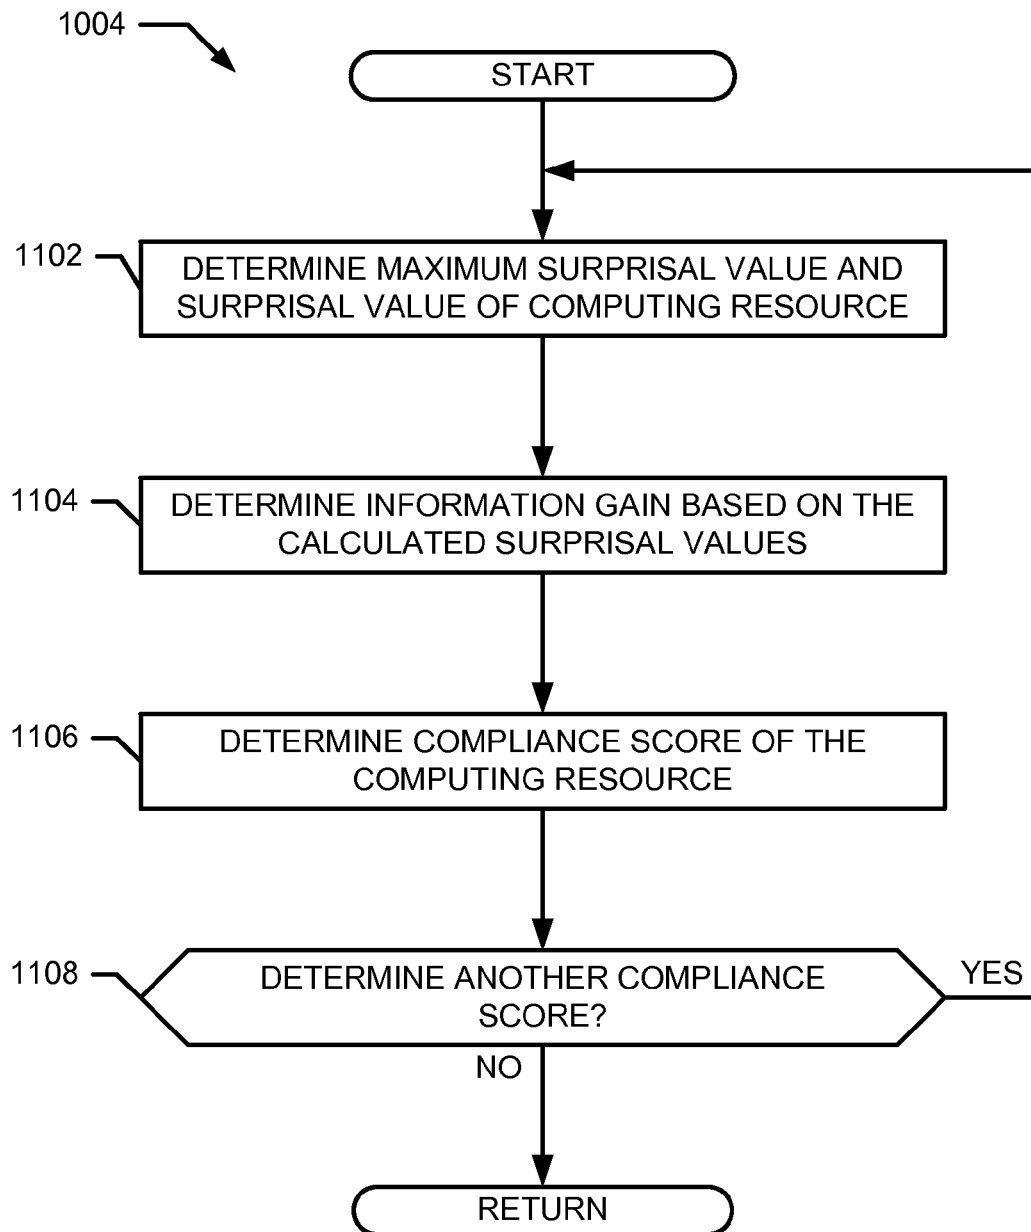 1004
START
1102
DETERMINE MAXIMUM SURPRISAL VALUE AND
SURPRISAL VALUE OF COMPUTING RESOURCE
1104
DETERMINE INFORMATION GAIN BASED ON THE
CALCULATED SURPRISAL VALUES
1106
DETERMINE COMPLIANCE SCORE OF THE
COMPUTING RESOURCE
1108
DETERMINE ANOTHER COMPLIANCE
SCORE?
YES
NO
RETURN